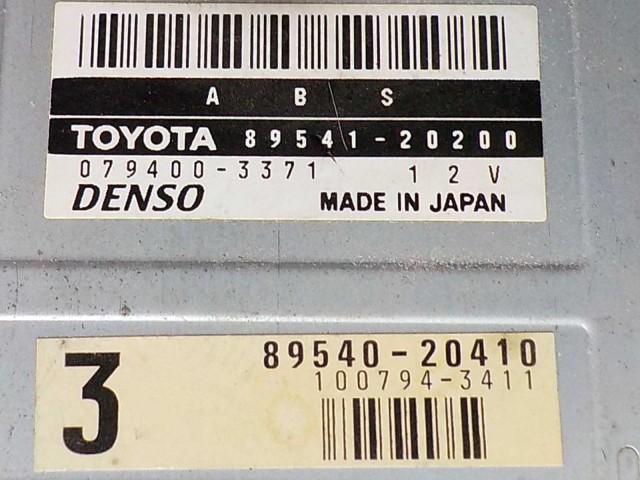 A B S
TOYOTA 89541-20200
079400-3371 12V
DENSO MADE IN JAPAN
3 89540-20410
100794-3411